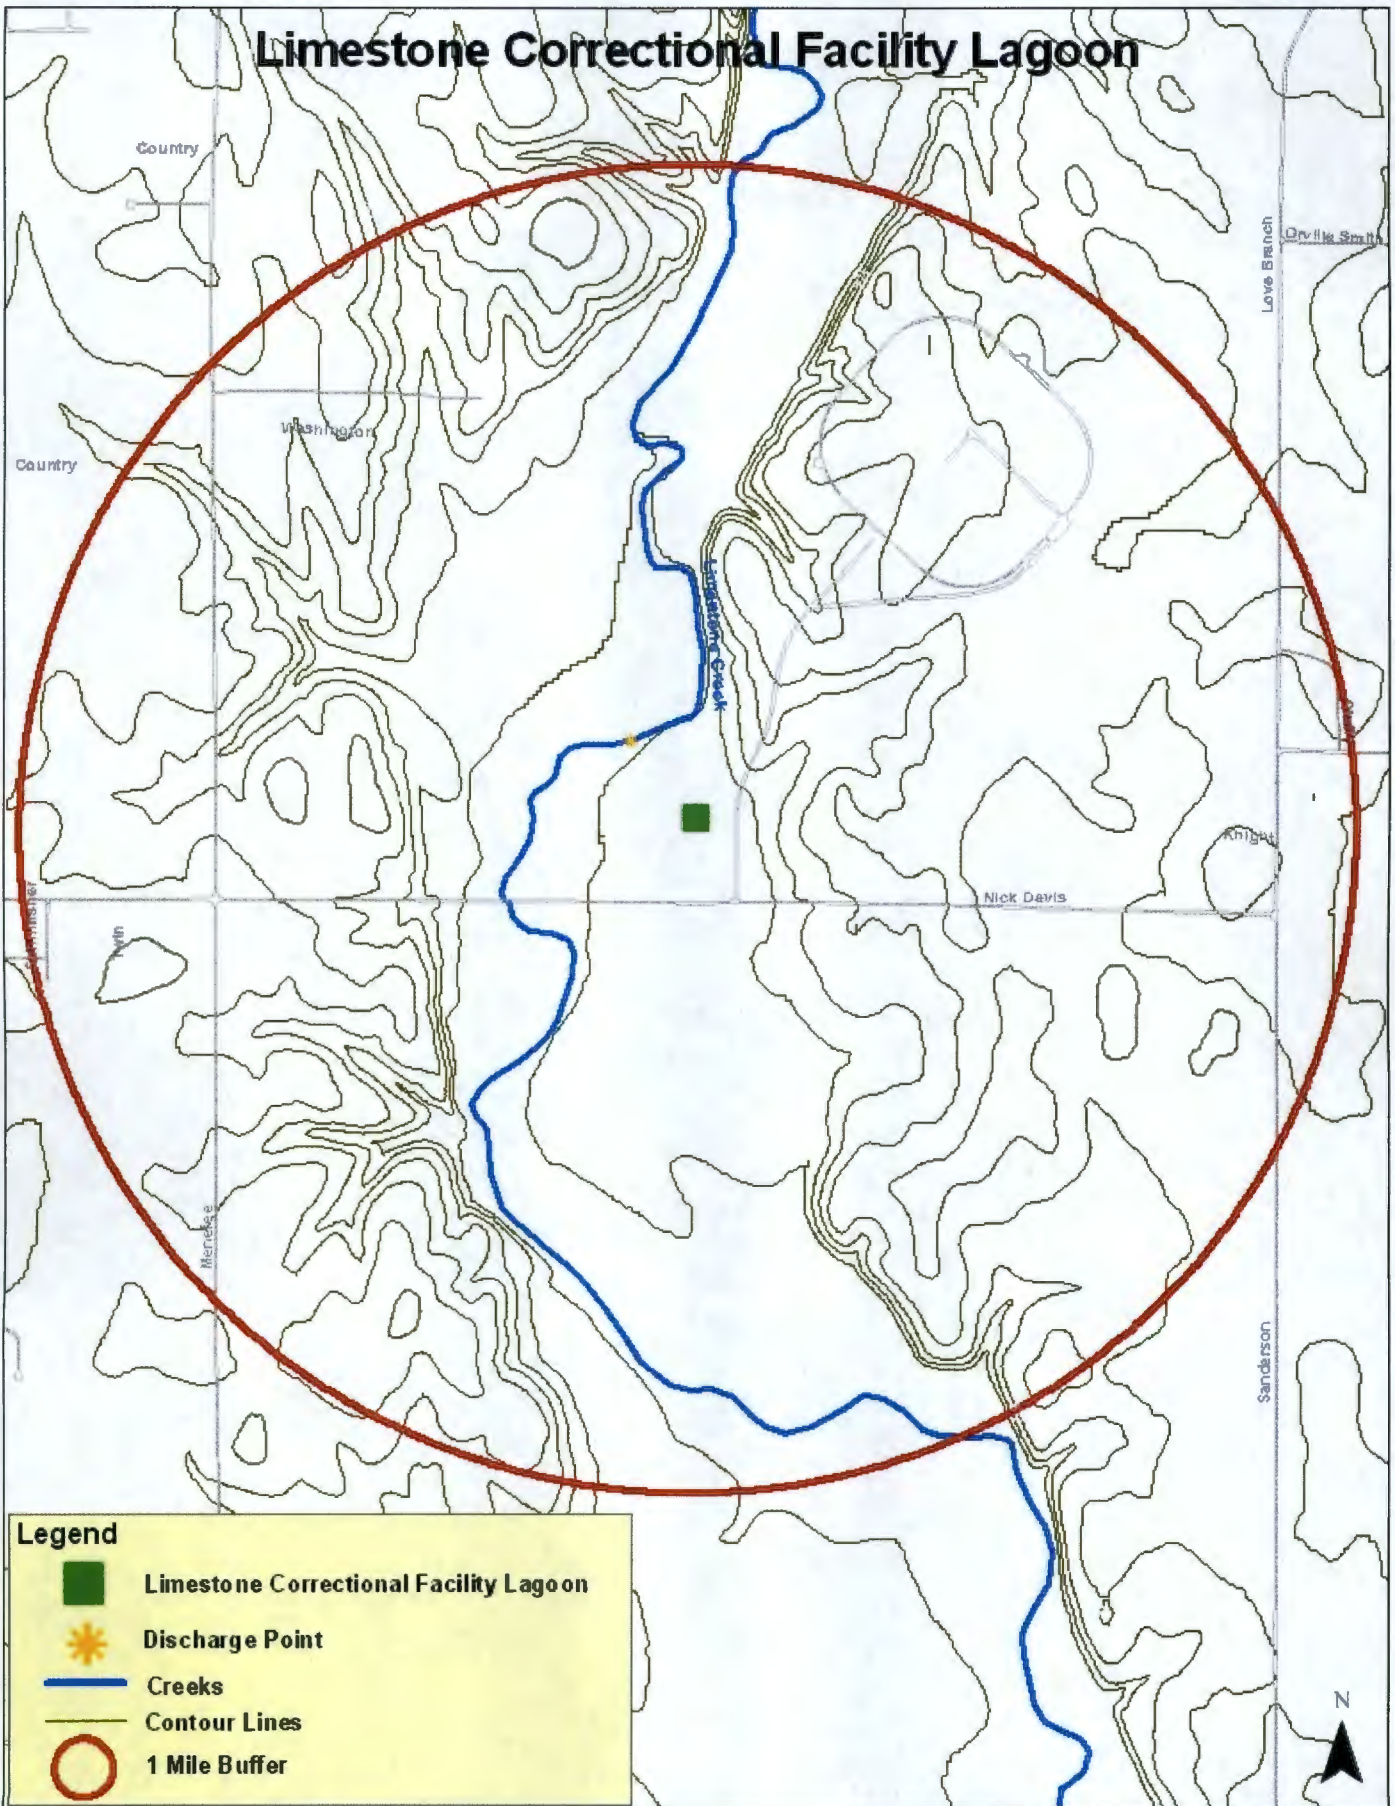 Limestone Correctional Facility Lagoon
Country
Love Branch
Orville Smith
Washington
Country
Limestone Creek
Knight
Nick Davis
Menefee
Sanderson
Legend
Limestone Correctional Facility Lagoon
Discharge Point
Creeks
Contour Lines
1 Mile Buffer
N